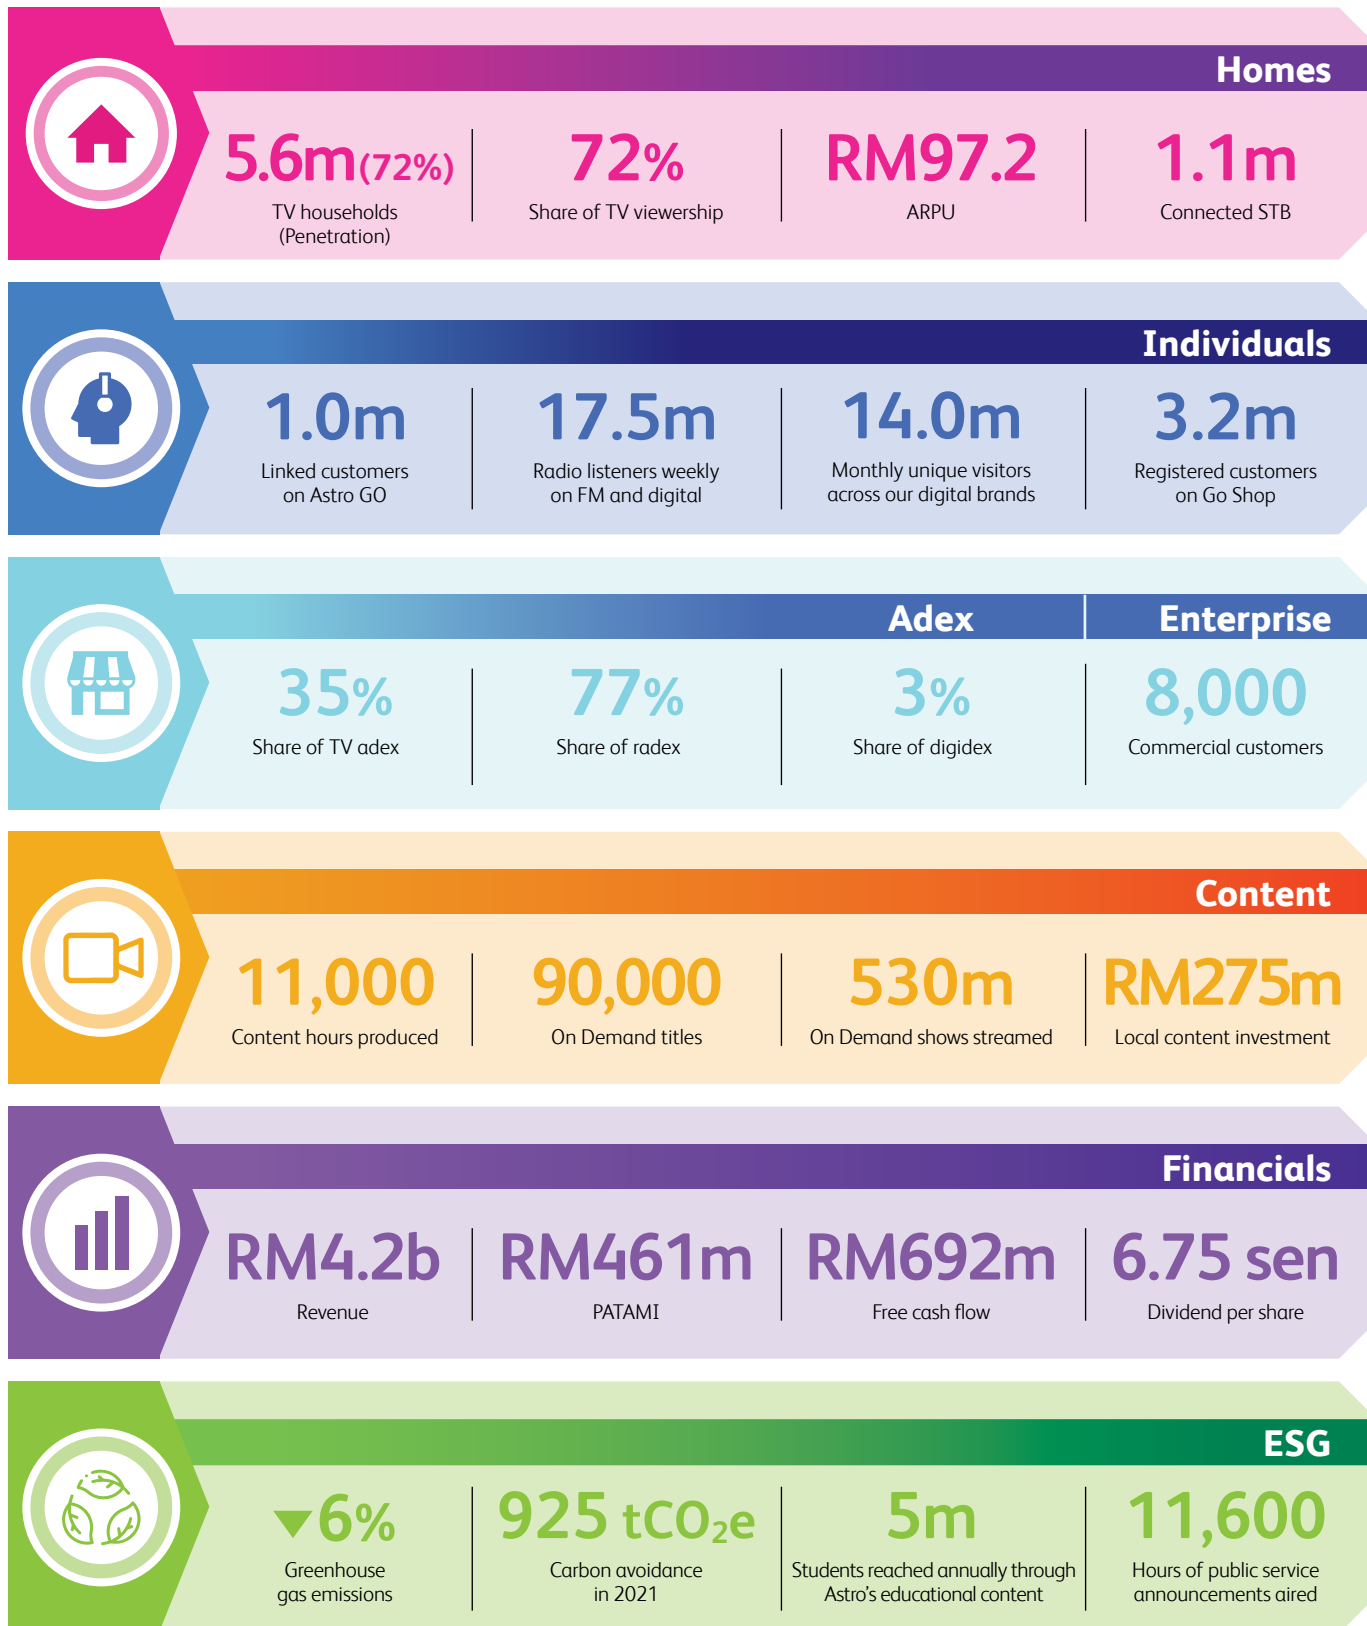 Homes
5.6m (72%)
TV households
(Penetration)
72%
Share of TV viewership
RM97.2
ARPU
1.1m
Connected STB
Individuals
1.0m
Linked customers
on Astro GO
17.5m
Radio listeners weekly
on FM and digital
14.0m
Monthly unique visitors
across our digital brands
3.2m
Registered customers
on Go Shop
Adex
Enterprise
35%
Share of TV adex
77%
Share of radex
3%
Share of digidex
8,000
Commercial customers
Content
11,000
Content hours produced
90,000
On Demand titles
530m
On Demand shows streamed
RM275m
Local content investment
Financials
RM4.2b
Revenue
RM461m
PATAMI
RM692m
Free cash flow
6.75 sen
Dividend per share
ESG
▼6%
Greenhouse
gas emissions
925 tCO₂e
Carbon avoidance
in 2021
5m
Students reached annually through
Astro's educational content
11,600
Hours of public service
announcements aired